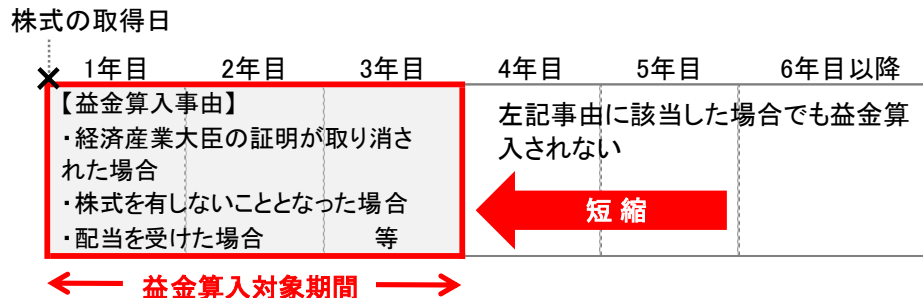 株式の取得日
1年目 2年目 3年目 4年目 5年目 6年目以降
【益金算入事由】
・経済産業大臣の証明が取り消さ
れた場合
・株式を有しないこととなった場合
・配当を受けた場合 等
左記事由に該当した場合でも益金算
入されない
短縮
益金算入対象期間